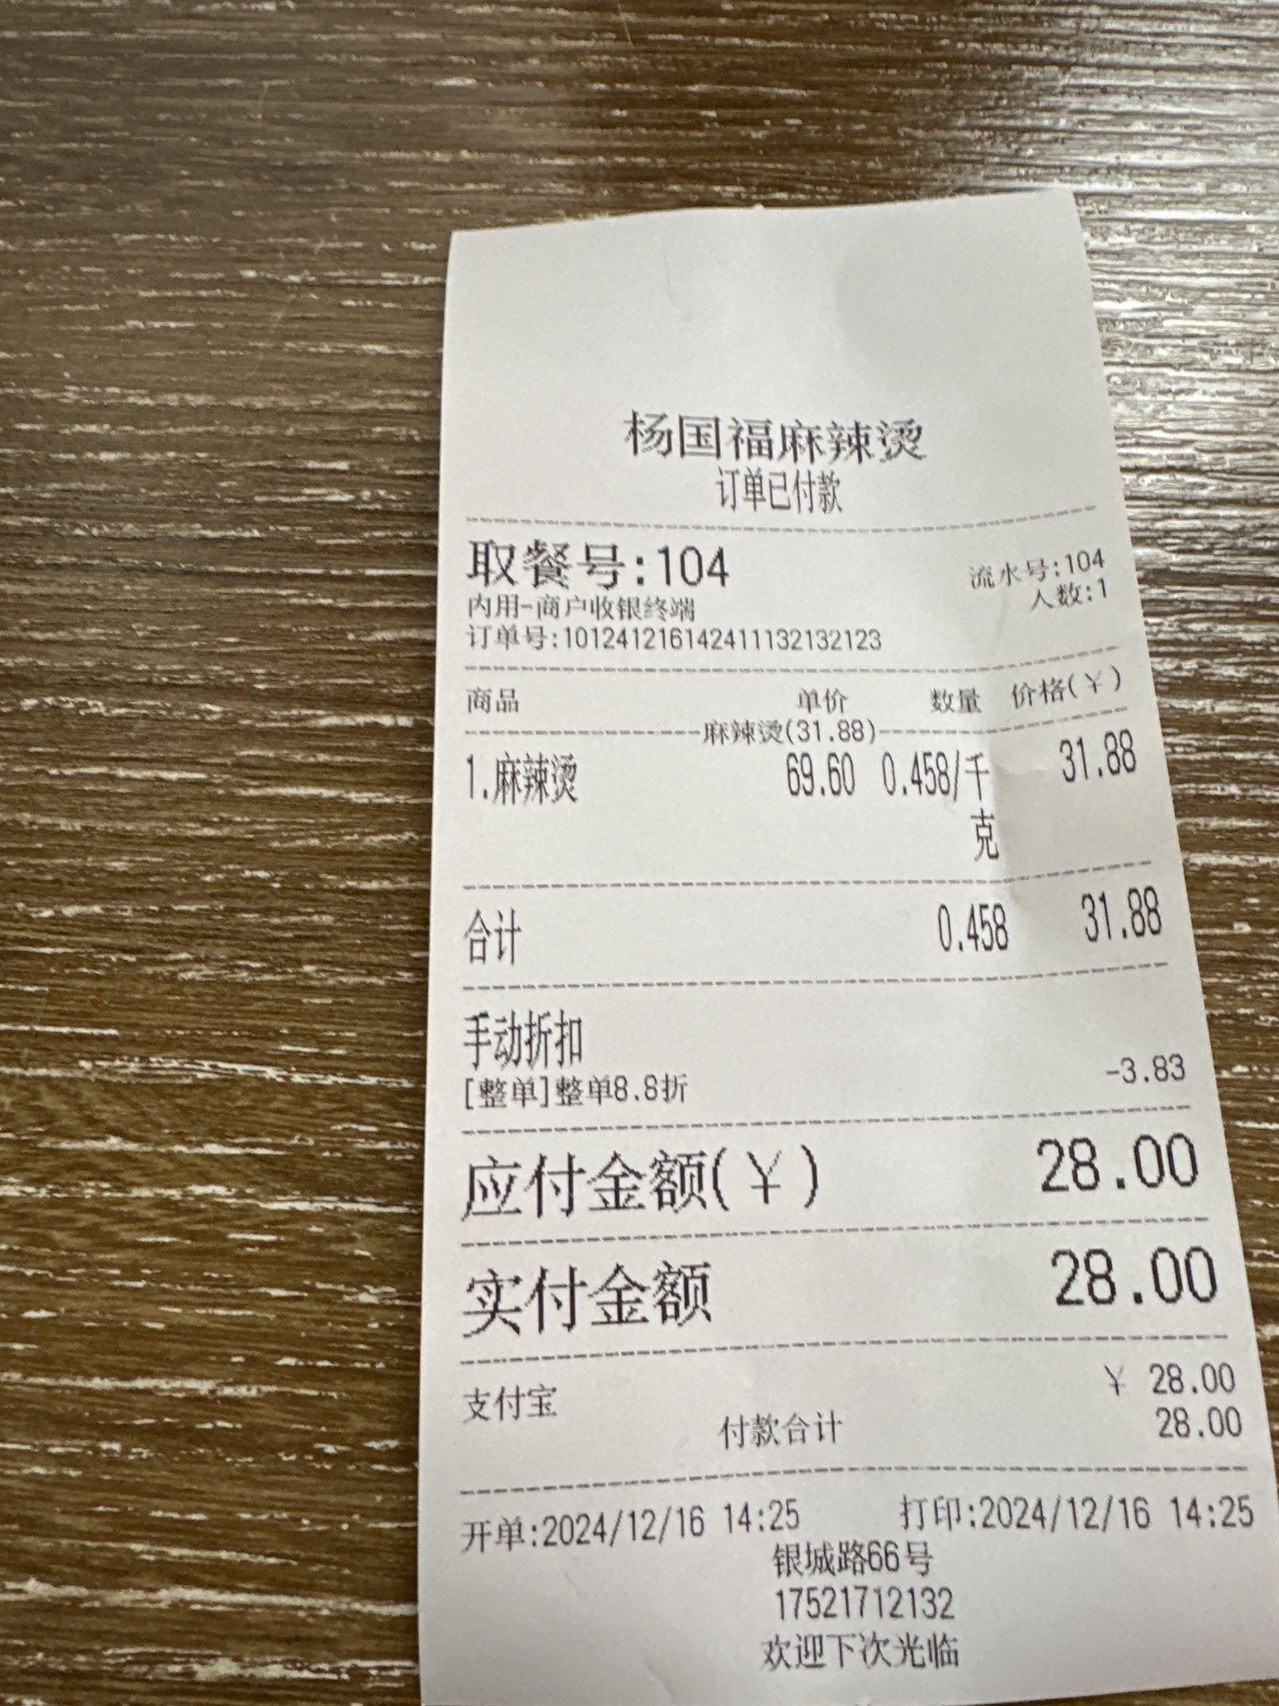 杨国福麻辣烫
订单已付款
取餐号:104
流水号:104
人数:1
内用-商户收银终端
订单号:101241216142411132132123
商品 单价 数量 价格(¥)
麻辣烫(31.88)
1.麻辣烫 69.60 0.458/千克 31.88
合计 0.458 31.88
手动折扣
[整单]整单8.8折 -3.83
应付金额(¥) 28.00
实付金额 28.00
支付宝 ¥ 28.00
付款合计 28.00
开单:2024/12/16 14:25 打印:2024/12/16 14:25
银城路66号
17521712132
欢迎下次光临